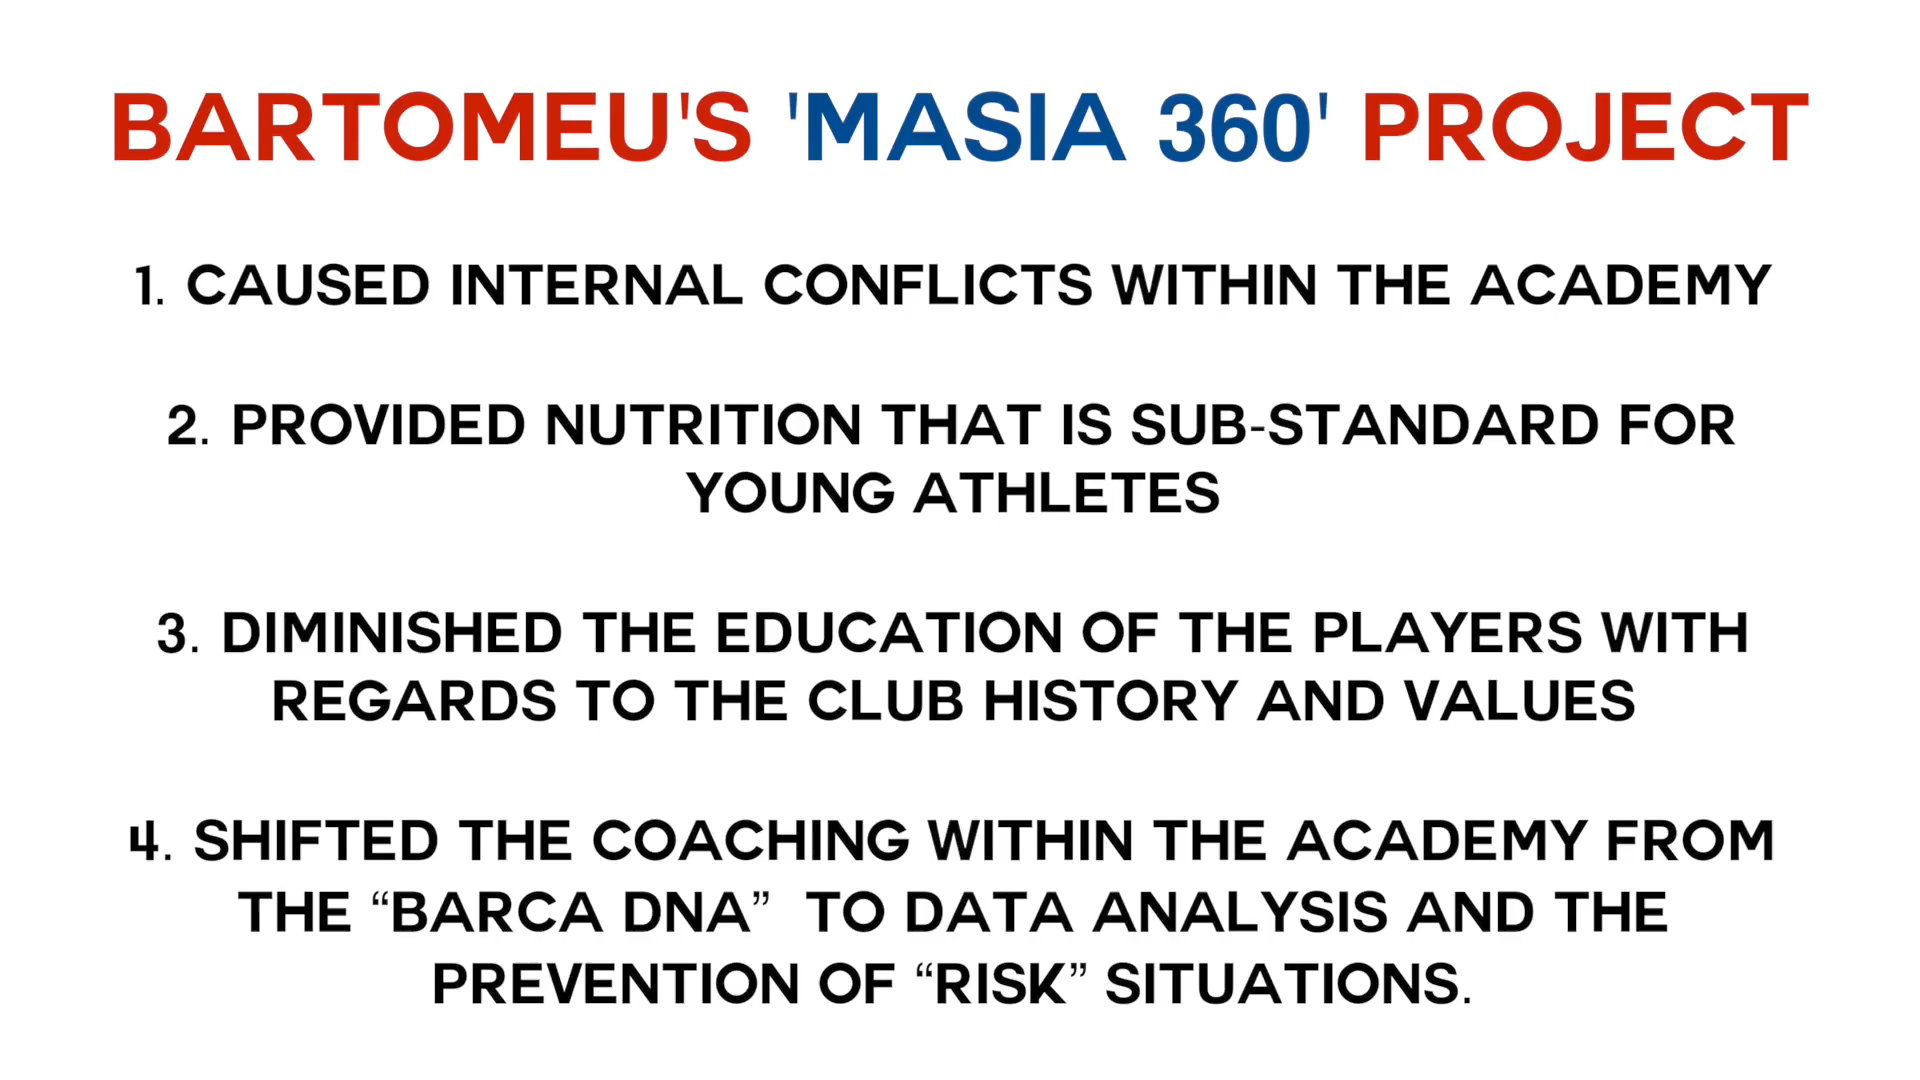 BARTOMEU'S 'MASIA 360' PROJECT
1. CAUSED INTERNAL CONFLICTS WITHIN THE ACADEMY
2. PROVIDED NUTRITION THAT IS SUB-STANDARD FOR
YOUNG ATHLETES
3. DIMINISHED THE EDUCATION OF THE PLAYERS WITH
REGARDS TO THE CLUB HISTORY AND VALUES
4. SHIFTED THE COACHING WITHIN THE ACADEMY FROM
THE “BARCA DNA” TO DATA ANALYSIS AND THE
PREVENTION OF “RISK” SITUATIONS.